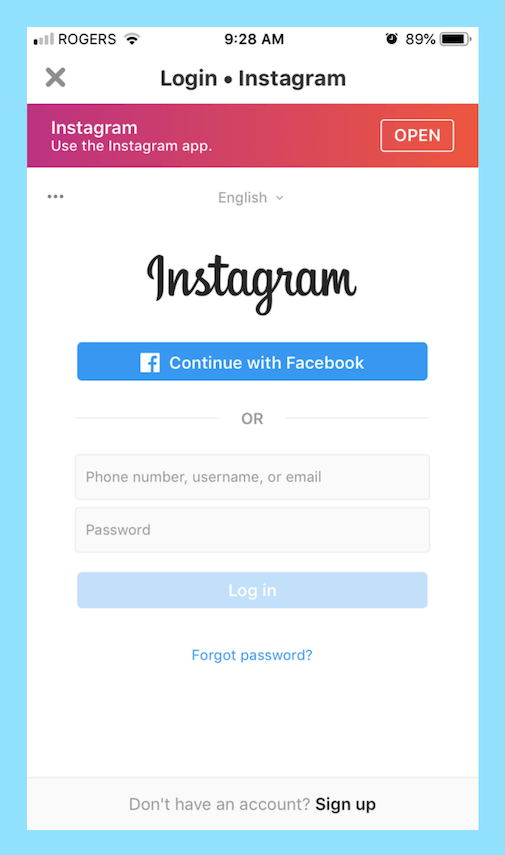 ROGERS 9:28 AM 89%
Login • Instagram
Instagram
Use the Instagram app.
OPEN
English
Instagram
Continue with Facebook
OR
Phone number, username, or email
Password
Log in
Forgot password?
Don't have an account? Sign up